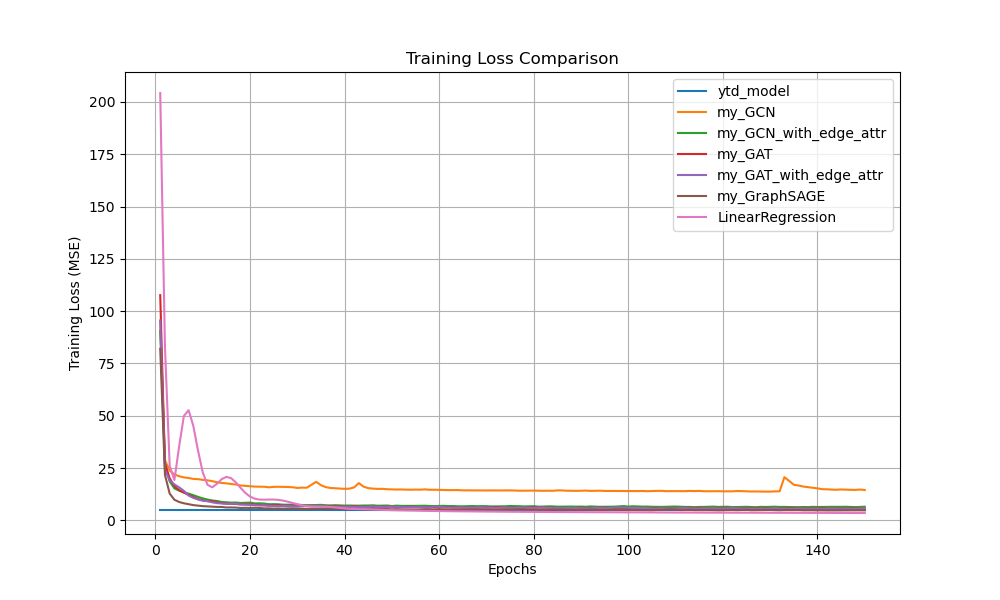 Training Loss Comparison
200
175
150
125
100
75
50
25
0
Training Loss (MSE)
ytd_model
my_GCN
my_GCN_with_edge_attr
my_GAT
my_GAT_with_edge_attr
my_GraphSAGE
LinearRegression
0 20 40 60 80 100 120 140
Epochs